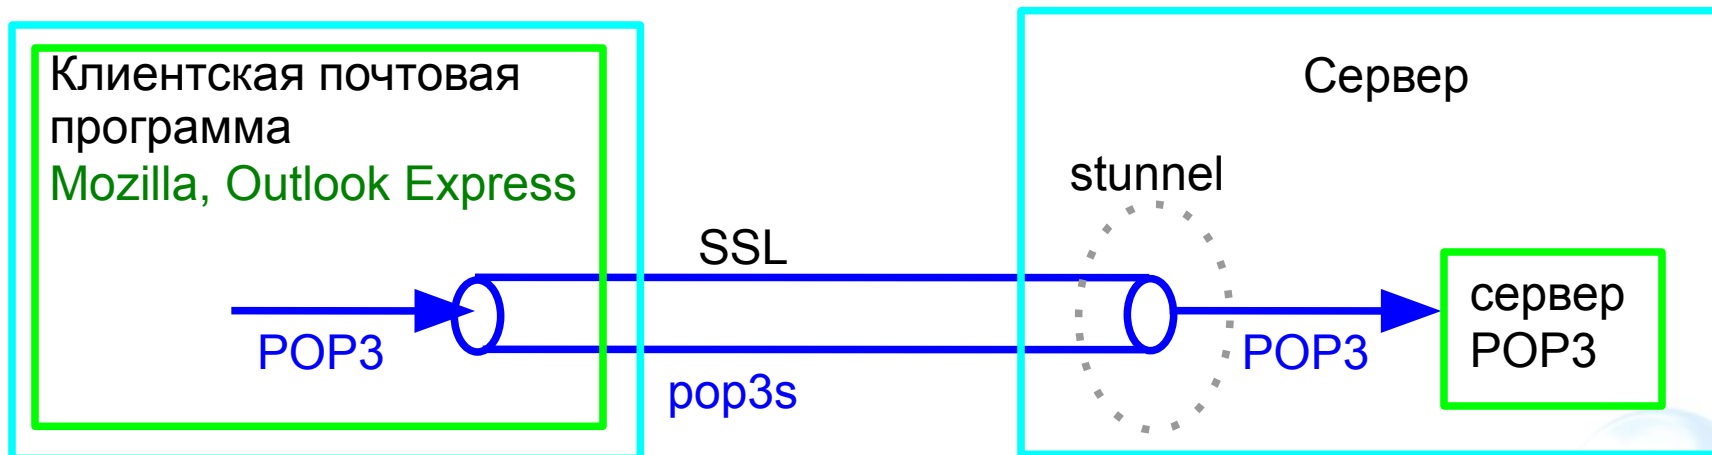 Клиентская почтовая
программа
Mozilla, Outlook Express
POP3
SSL
pop3s
Сервер
stunnel
POP3
сервер
POP3